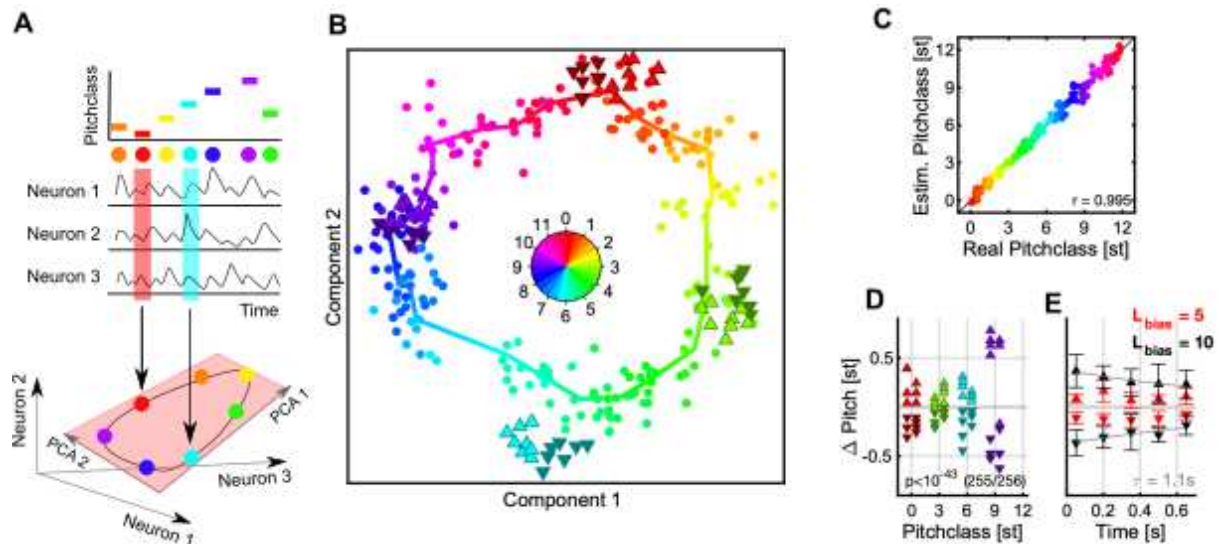 A
Pitchclass
Neuron 1
Neuron 2
Neuron 3
Time
Neuron 2
PCA 1
PCA 2
Neuron 3
Neuron 1
B
Component 2
11 0 1
10 2
9 3
8 4
7 6 5
Component 1
C
Estim. Pitchclass [st]
12
9
6
3
0
r = 0.995
0 3 6 9 12
Real Pitchclass [st]
D
Δ Pitch [st]
0.5
-0.5
p<10^-43 (255/256)
0 3 6 9 12
Pitchclass [st]
E
L bias = 5
L bias = 10
τ = 1.1s
0 0.2 0.4 0.6
Time [s]